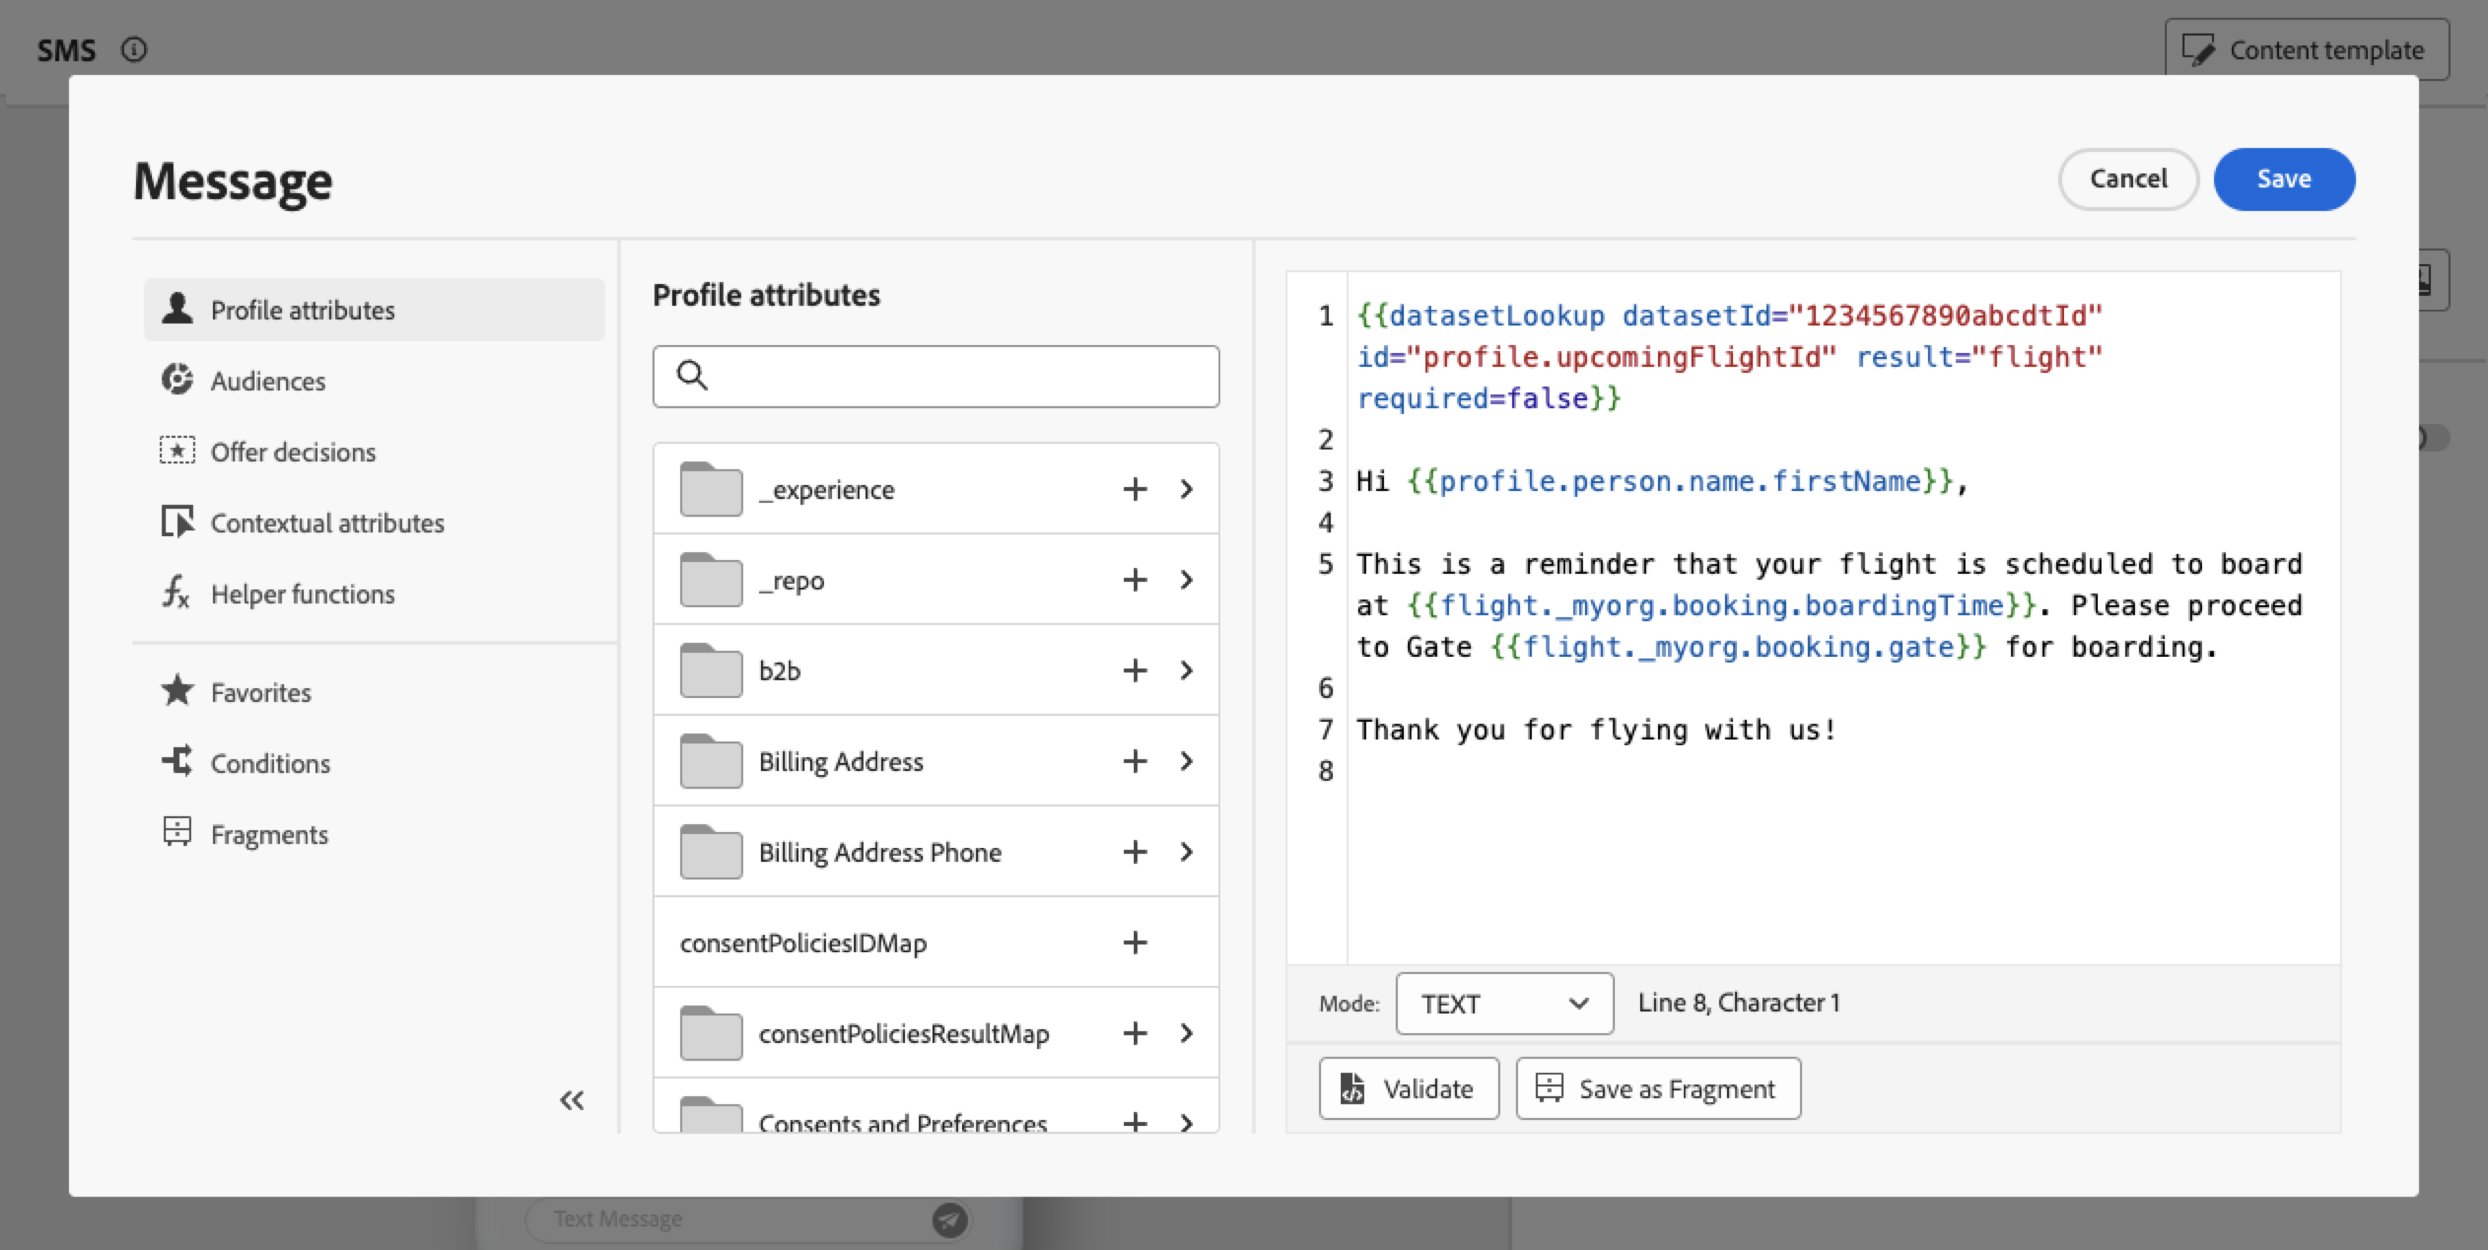 SMS
Content template
Message
Cancel
Save
Profile attributes
Audiences
Offer decisions
Contextual attributes
Helper functions
Favorites
Conditions
Fragments
Profile attributes
_experience
_repo
b2b
Billing Address
Billing Address Phone
consentPoliciesIDMap
consentPoliciesResultMap
Consents and Preferences
1 {{datasetLookup datasetId="1234567890abcdtId"
id="profile.upcomingFlightId" result="flight"
required=false}}
2
3 Hi {{profile.person.name.firstName}},
4
5 This is a reminder that your flight is scheduled to board
at {{flight._myorg.booking.boardingTime}}. Please proceed
to Gate {{flight._myorg.booking.gate}} for boarding.
6
7 Thank you for flying with us!
8
Mode: TEXT Line 8, Character 1
Validate
Save as Fragment
Text Message